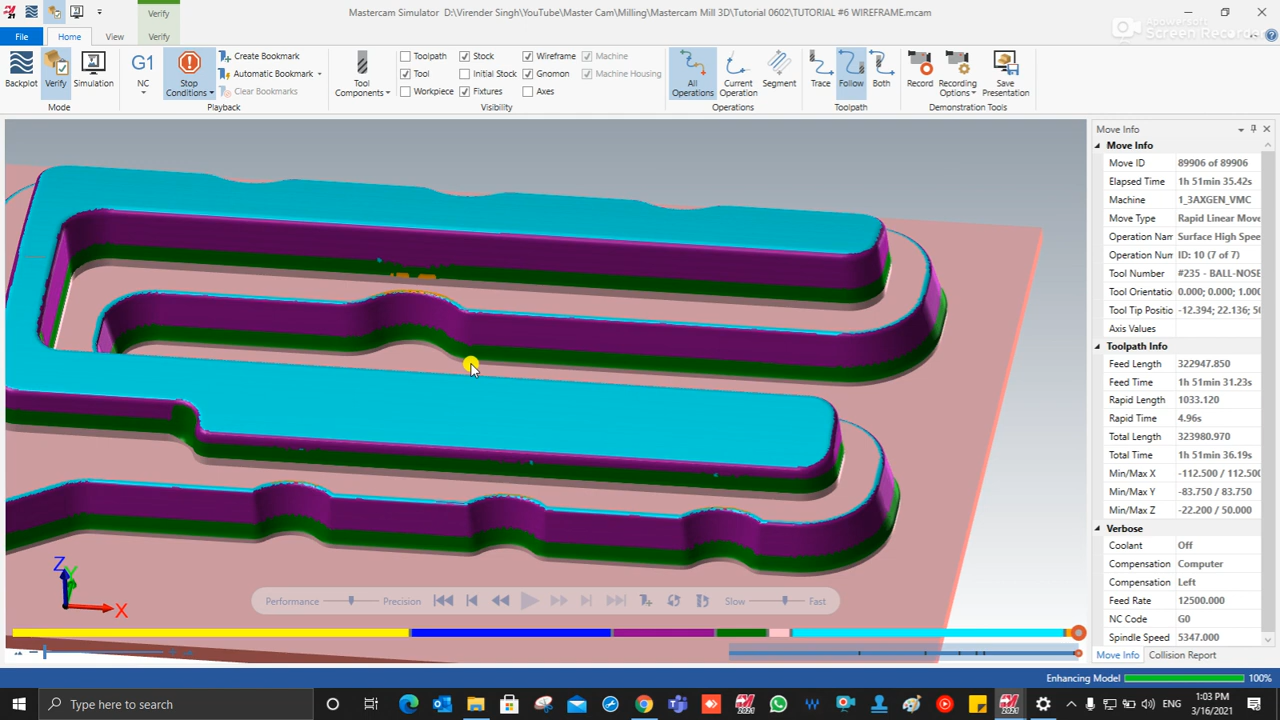 Mastercam Simulator D:\Virender Singh\YouTube\Master Cam\Milling\Mastercam Mill 3D\Tutorial 0602\TUTORIAL #6 WIREFRAME.mcam
Verify
Apowersoft
Screen Recorder
File
Home
View
Verify
Backplot
Verify
Simulation
Mode
G1
NC
Stop
Conditions
Create Bookmark
Automatic Bookmark
Clear Bookmarks
Playback
Tool
Components
Toolpath
Tool
Workpiece
Stock
Initial Stock
Fixtures
Wireframe
Gnomon
Axes
Machine
Machine Housing
Visibility
All
Operations
Current
Operation
Segment
Operations
Trace
Follow
Both
Toolpath
Record
Recording
Options
Save
Presentation
Demonstration Tools
Move Info
Move Info
Move ID 89906 of 89906
Elapsed Time 1h 51min 35.42s
Machine 1_3AXGEN_VMC
Move Type Rapid Linear Move
Operation Nam Surface High Spee
Operation Num ID: 10 (7 of 7)
Tool Number #235 - BALL-NOSE
Tool Orientatio 0.000; 0.000; 1.000
Tool Tip Positio -12.394; 22.136; 50
Axis Values
Toolpath Info
Feed Length 322947.850
Feed Time 1h 51min 31.23s
Rapid Length 1033.120
Rapid Time 4.96s
Total Length 323980.970
Total Time 1h 51min 36.19s
Min/Max X -112.500 / 112.500
Min/Max Y -83.750 / 83.750
Min/Max Z -22.200 / 50.000
Verbose
Coolant Off
Compensation Computer
Compensation Left
Feed Rate 12500.000
NC Code G0
Spindle Speed 5347.000
Move Info Collision Report
Z
Y
X
Performance Precision Slow Fast
Enhancing Model 100%
Type here to search
ENG
1:03 PM
3/16/2021